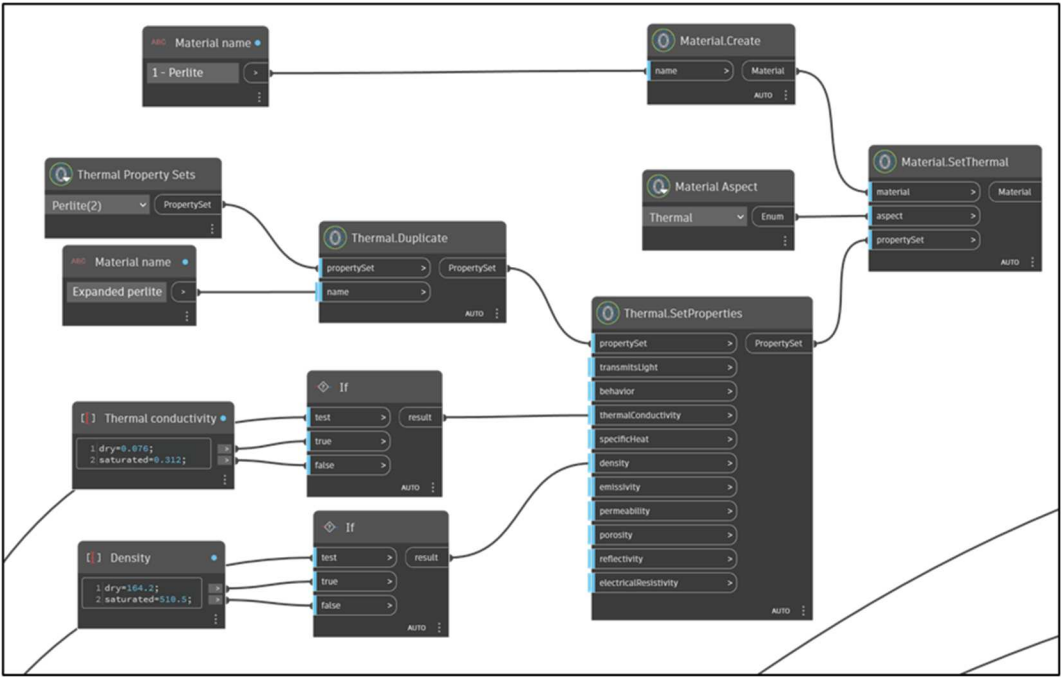 ABC Material name
1 - Perlite >
Material.Create
name > Material
AUTO
Thermal Property Sets
Perlite(2) PropertySet
ABC Material name
Expanded perlite >
Thermal.Duplicate
propertySet > PropertySet
name >
AUTO
Material Aspect
Thermal Enum
Material.SetThermal
material > Material
aspect >
propertySet >
AUTO
Thermal.SetProperties
propertySet > PropertySet
transmitsLight >
behavior >
thermalConductivity >
specificHeat >
density >
emissivity >
permeability >
porosity >
reflectivity >
electricalResistivity >
AUTO
[ ] Thermal conductivity
1 dry=0.076; >
2 saturated=0.312; >
If
test > result
true >
false >
AUTO
[ ] Density
1 dry=164.2; >
2 saturated=510.5; >
If
test > result
true >
false >
AUTO